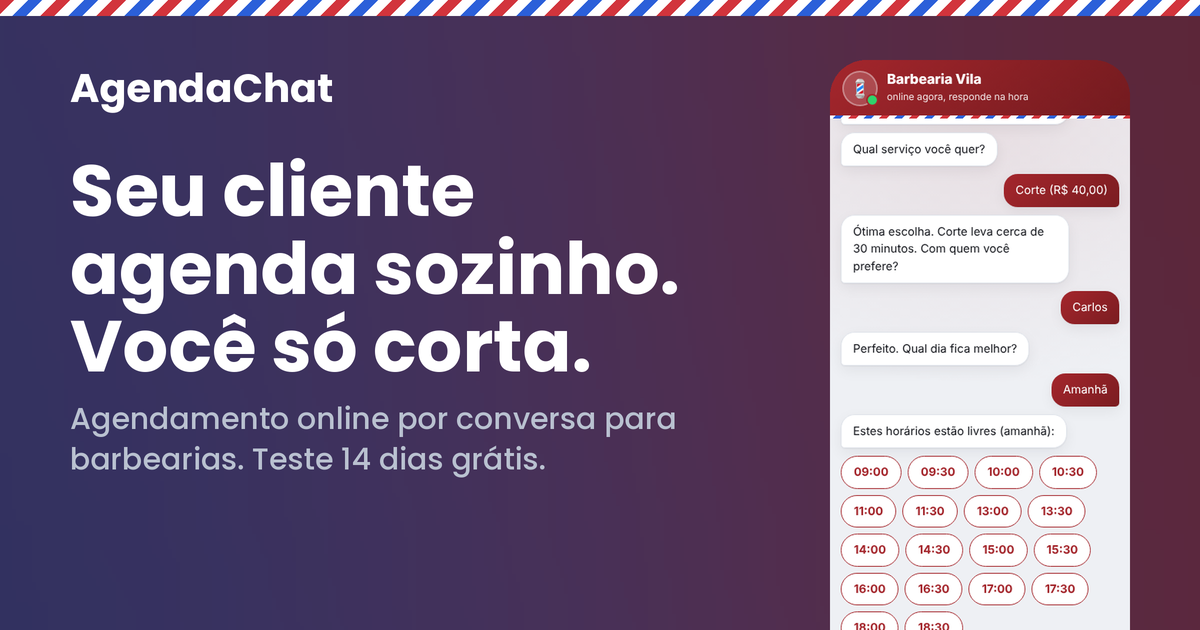 AgendaChat
Seu cliente
agenda sozinho.
Você só corta.
Agendamento online por conversa para
barbearias. Teste 14 dias grátis.
Barbearia Vila
online agora, responde na hora
Qual serviço você quer?
Corte (R$ 40,00)
Ótima escolha. Corte leva cerca de
30 minutos. Com quem você
prefere?
Carlos
Perfeito. Qual dia fica melhor?
Amanhã
Estes horários estão livres (amanhã):
09:00 09:30 10:00 10:30
11:00 11:30 13:00 13:30
14:00 14:30 15:00 15:30
16:00 16:30 17:00 17:30
18:00 18:30